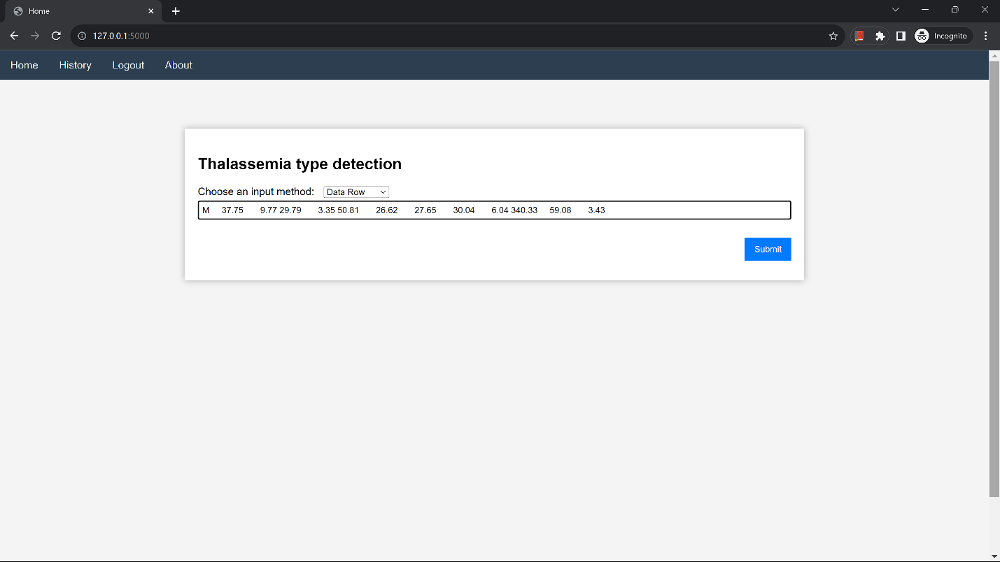 Home
127.0.0.1:5000
Incognito
Home History Logout About
Thalassemia type detection
Choose an input method: Data Row
M 37.75 9.77 29.79 3.35 50.81 26.62 27.65 30.04 6.04 340.33 59.08 3.43
Submit